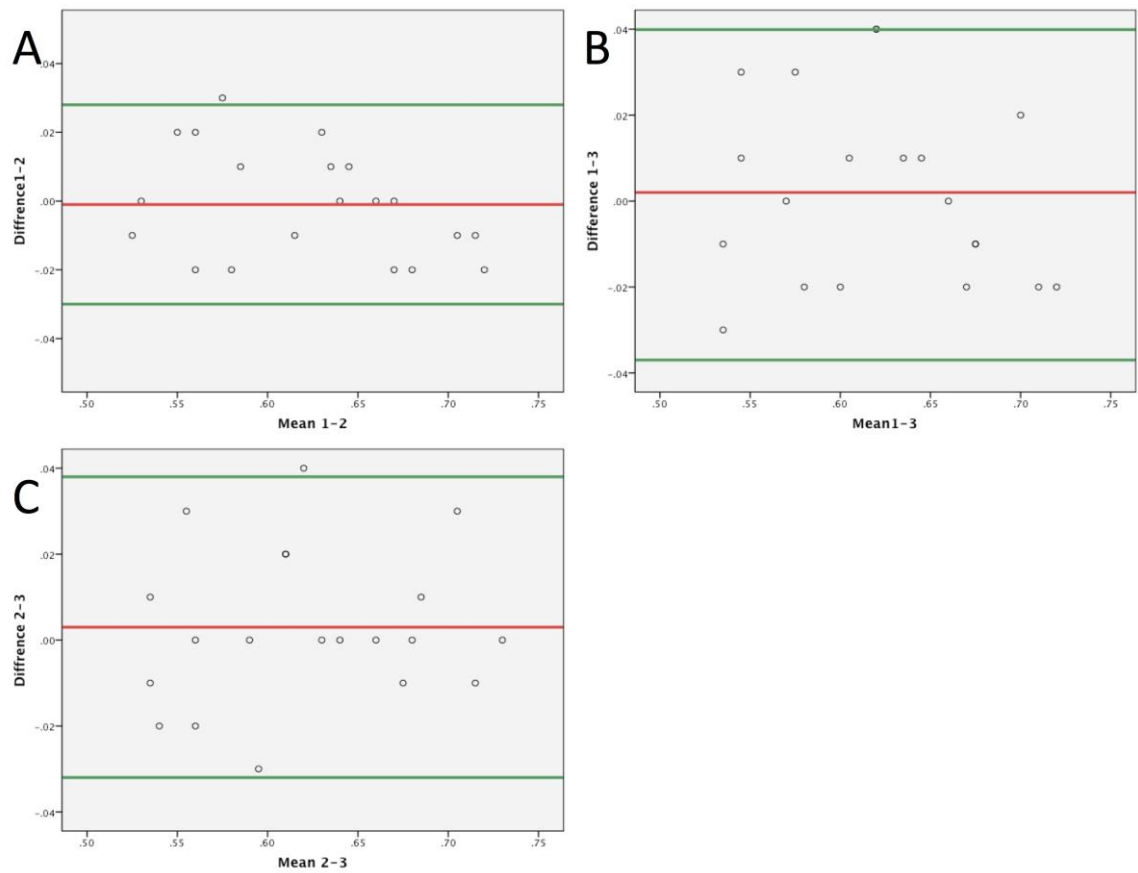 A
.04
.02
.00
-.02
-.04
Diffrence1-2
.50 .55 .60 .65 .70 .75
Mean 1-2
B
.04
.02
.00
-.02
-.04
Difference 1-3
.50 .55 .60 .65 .70 .75
Mean1-3
C
.04
.02
.00
-.02
-.04
Diffrence 2-3
.50 .55 .60 .65 .70 .75
Mean 2-3